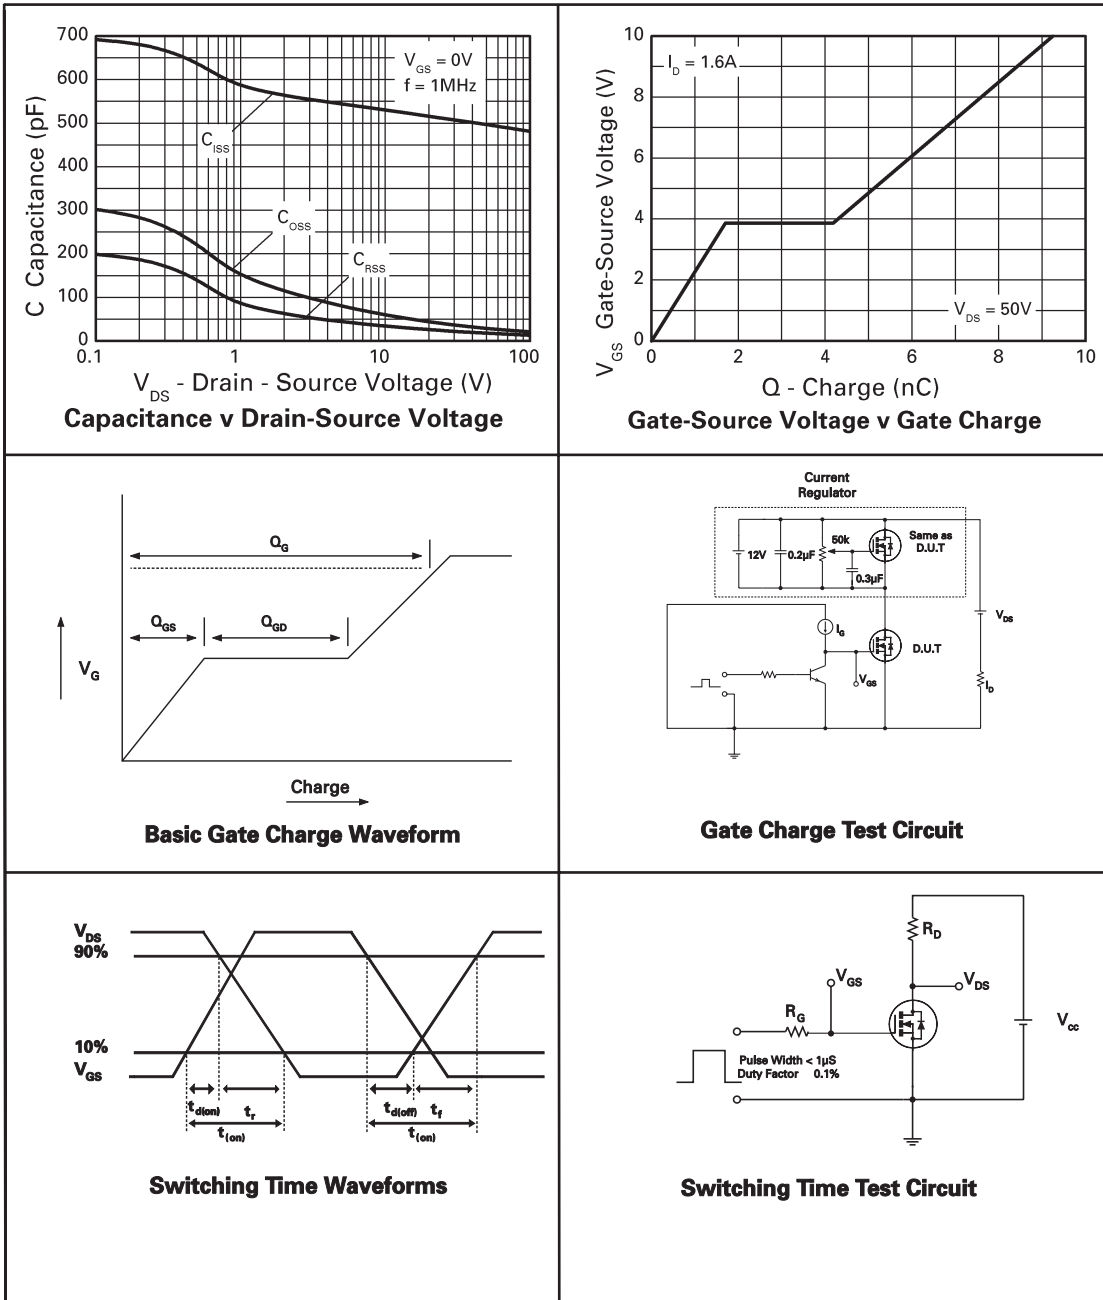 700
600
500
400
300
200
100
0
0.1
1
10
100
C Capacitance (pF)
V_GS = 0V
f = 1MHz
C_ISS
C_OSS
C_RSS
V_DS - Drain - Source Voltage (V)
Capacitance v Drain-Source Voltage
10
8
6
4
2
0
0
2
4
6
8
10
V_GS Gate-Source Voltage (V)
I_D = 1.6A
V_DS = 50V
Q - Charge (nC)
Gate-Source Voltage v Gate Charge
Q_G
Q_GS
Q_GD
V_G
Charge
Basic Gate Charge Waveform
Current
Regulator
12V
0.2µF
50k
0.3µF
Same as
D.U.T
I_G
V_DS
D.U.T
V_GS
I_D
Gate Charge Test Circuit
V_DS
90%
10%
V_GS
t_d(on)
t_r
t_(on)
t_d(off)
t_f
t_(on)
Switching Time Waveforms
R_D
V_GS
V_DS
R_G
V_cc
Pulse Width < 1µS
Duty Factor 0.1%
Switching Time Test Circuit